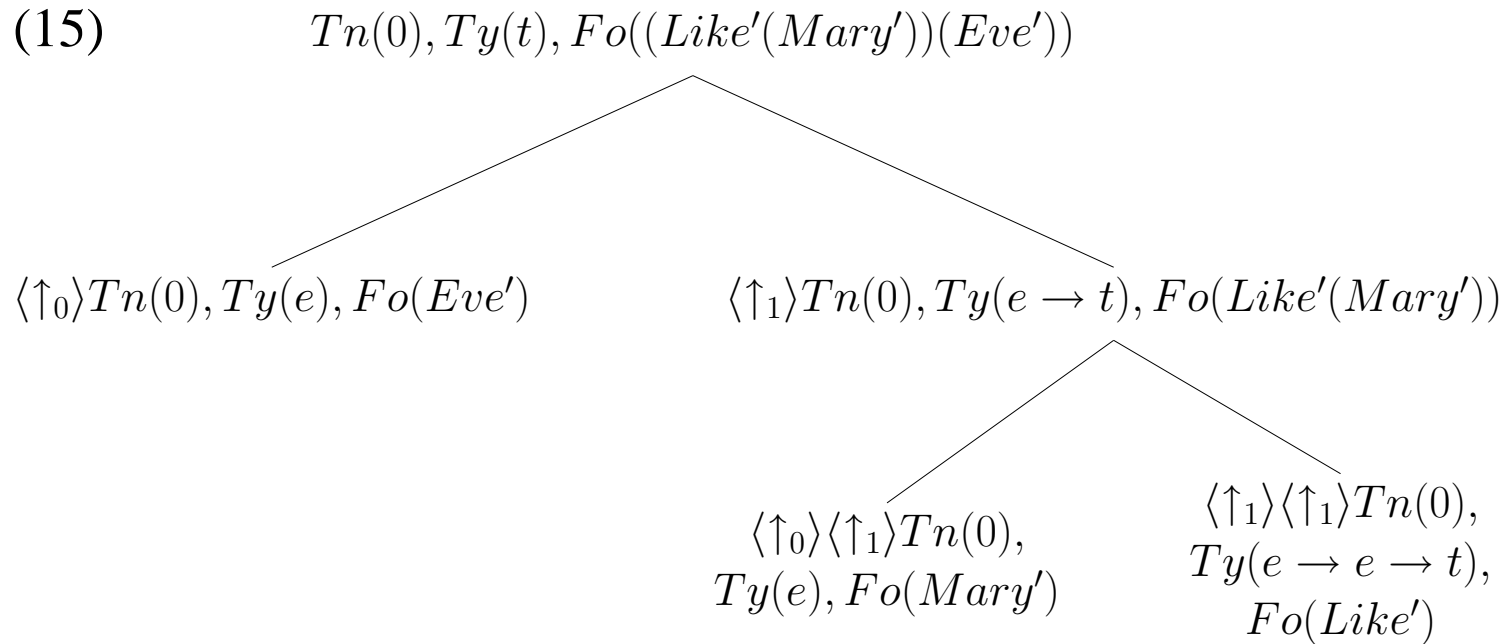 (15) Tn(0), Ty(t), Fo((Like′(Mary′))(Eve′))
⟨↑₀⟩Tn(0), Ty(e), Fo(Eve′) ⟨↑₁⟩Tn(0), Ty(e → t), Fo(Like′(Mary′))
⟨↑₀⟩⟨↑₁⟩Tn(0),
Ty(e), Fo(Mary′)
⟨↑₁⟩⟨↑₁⟩Tn(0),
Ty(e → e → t),
Fo(Like′)